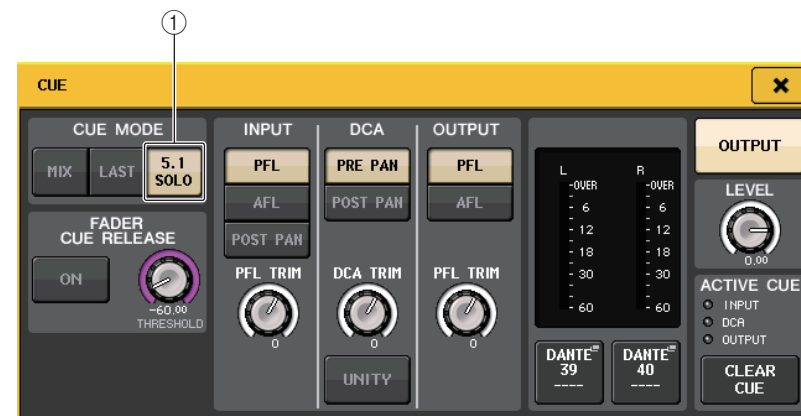 ①
CUE
CUE MODE
MIX
LAST
5.1
SOLO
FADER
CUE RELEASE
ON
-60.00
THRESHOLD
INPUT
PFL
AFL
POST PAN
PFL TRIM
0
DCA
PRE PAN
POST PAN
DCA TRIM
0
UNITY
OUTPUT
PFL
AFL
PFL TRIM
0
L R
-OVER -OVER
- 6 - 6
- 12 - 12
- 18 - 18
- 30 - 30
- 60 - 60
DANTE
39
----
DANTE
40
----
OUTPUT
LEVEL
0.00
ACTIVE CUE
INPUT
DCA
OUTPUT
CLEAR
CUE